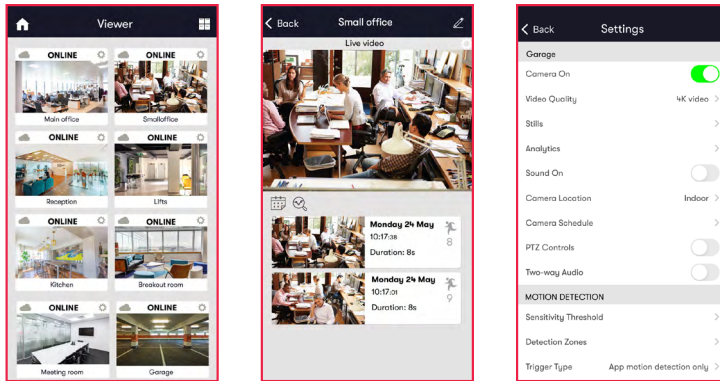 Viewer
ONLINE ONLINE
Main office Smalloffice
ONLINE ONLINE
Reception Lifts
ONLINE ONLINE
Kitchen Breakout room
ONLINE ONLINE
Meeting room Garage
Back Small office
Live video
Monday 24 May
10:17:38
Duration: 8s
8
Monday 24 May
10:17:01
Duration: 8s
9
Back Settings
Garage
Camera On
Video Quality 4K video
Stills
Analytics
Sound On
Camera Location Indoor
Camera Schedule
PTZ Controls
Two-way Audio
MOTION DETECTION
Sensitivity Threshold
Detection Zones
Trigger Type App motion detection only